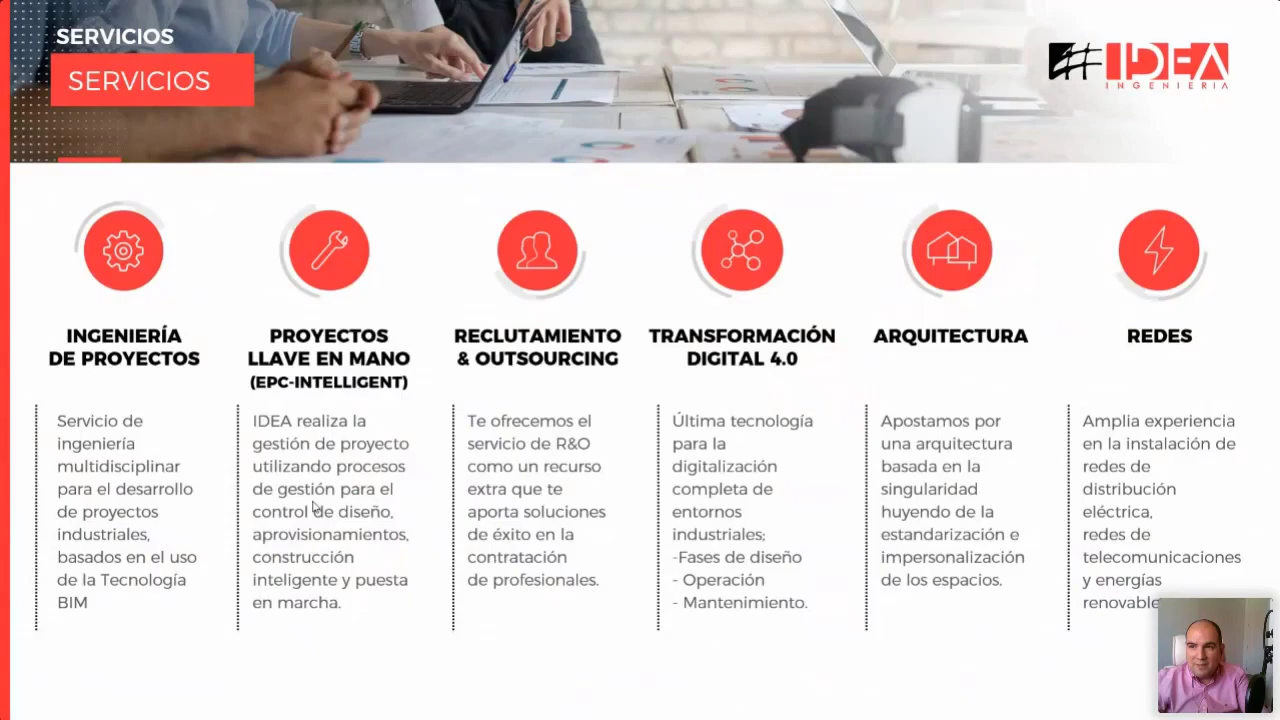 SERVICIOS
SERVICIOS
IDEA
INGENIERIA
INGENIERÍA
DE PROYECTOS
PROYECTOS
LLAVE EN MANO
(EPC-INTELLIGENT)
RECLUTAMIENTO
& OUTSOURCING
TRANSFORMACIÓN
DIGITAL 4.0
ARQUITECTURA
REDES
Servicio de
ingeniería
multidisciplinar
para el desarrollo
de proyectos
industriales,
basados en el uso
de la Tecnología
BIM
IDEA realiza la
gestión de proyecto
utilizando procesos
de gestión para el
control de diseño,
aprovisionamientos,
construcción
inteligente y puesta
en marcha.
Te ofrecemos el
servicio de R&O
como un recurso
extra que te
aporta soluciones
de éxito en la
contratación
de profesionales.
Última tecnología
para la
digitalización
completa de
entornos
industriales;
-Fases de diseño
- Operación
- Mantenimiento.
Apostamos por
una arquitectura
basada en la
singularidad
huyendo de la
estandarización e
impersonalización
de los espacios.
Amplia experiencia
en la instalación de
redes de
distribución
eléctrica,
redes de
telecomunicaciones
y energías
renovable